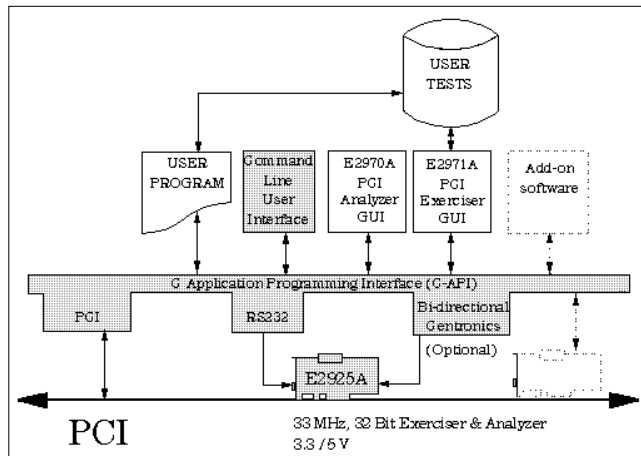 USER
TESTS
USER
PROGRAM
Command
Line
User
Interface
E2970A
PCI
Analyzer
GUI
E2971A
PCI
Exerciser
GUI
Add-on
software
C Application Programming Interface (C-API)
PCI
RS232
Bi-directional
Centronics
(Optional)
E2925A
PCI
33 MHz, 32 Bit Exerciser & Analyzer
3.3 / 5 V